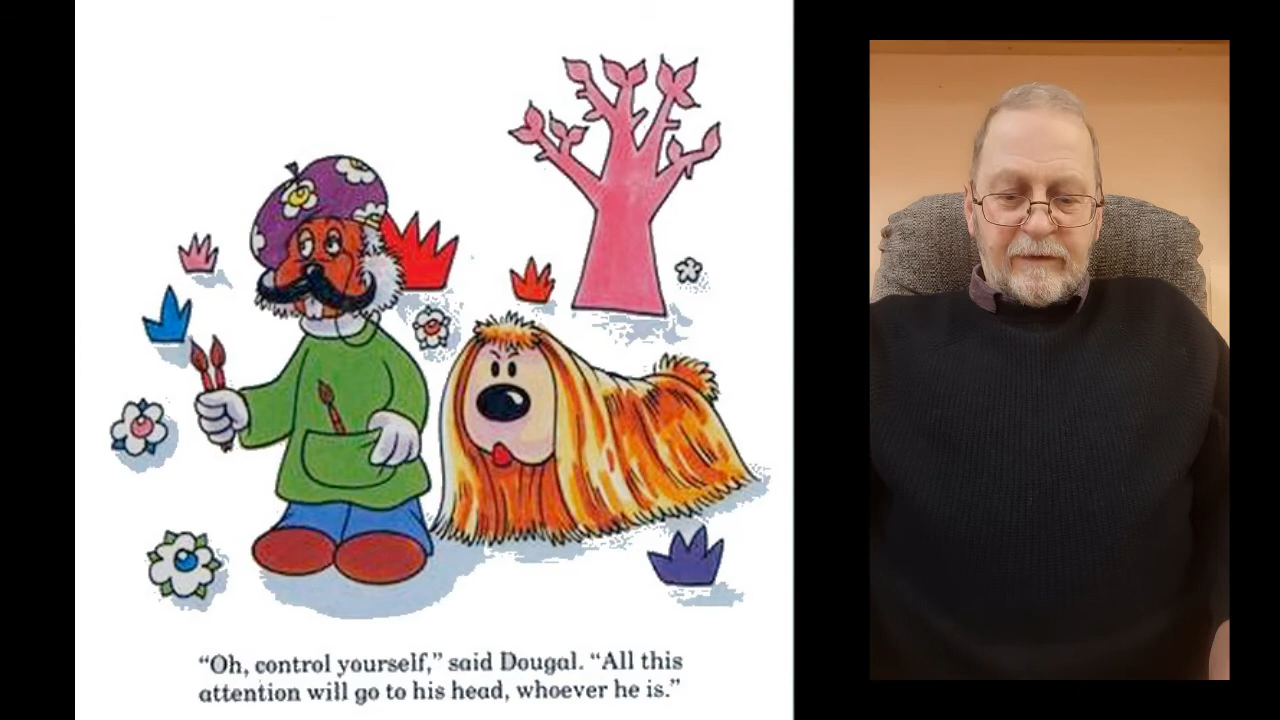 “Oh, control yourself,” said Dougal. “All this
attention will go to his head, whoever he is.”